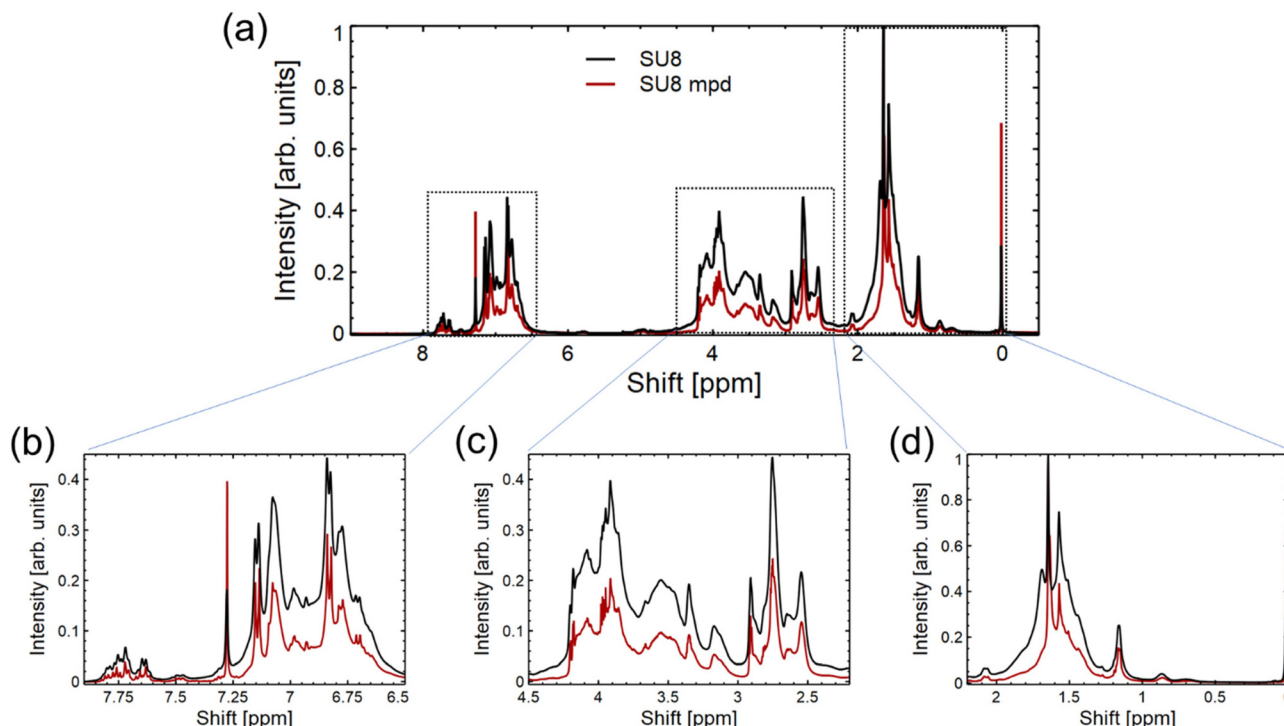 (a)
SU8
SU8 mpd
Intensity [arb. units]
1
0.8
0.6
0.4
0.2
0
8 6 4 2 0
Shift [ppm]
(b)
Intensity [arb. units]
0.4
0.3
0.2
0.1
0
7.75 7.5 7.25 7 6.75 6.5
Shift [ppm]
(c)
Intensity [arb. units]
0.4
0.3
0.2
0.1
0
4.5 4 3.5 3 2.5
Shift [ppm]
(d)
Intensity [arb. units]
1
0.8
0.6
0.4
0.2
0
2 1.5 1 0.5 0
Shift [ppm]